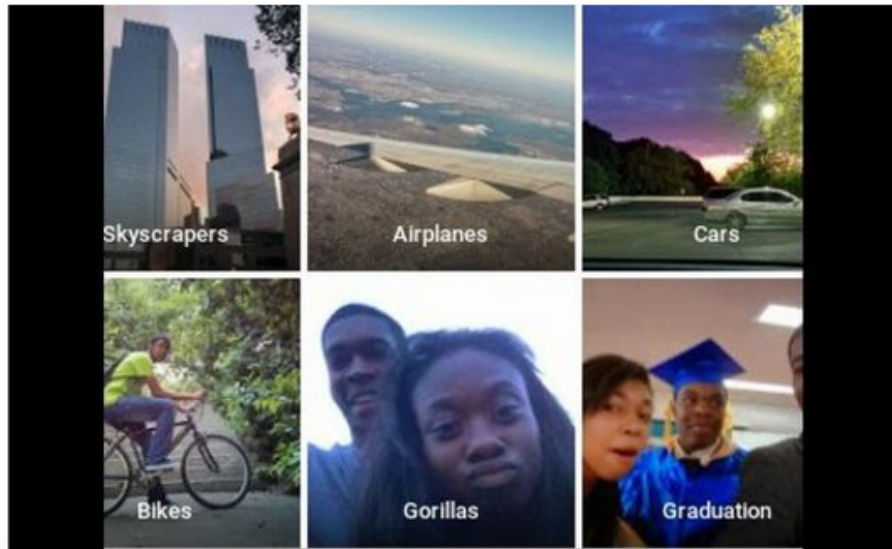 Skyscrapers
Airplanes
Cars
Bikes
Gorillas
Graduation